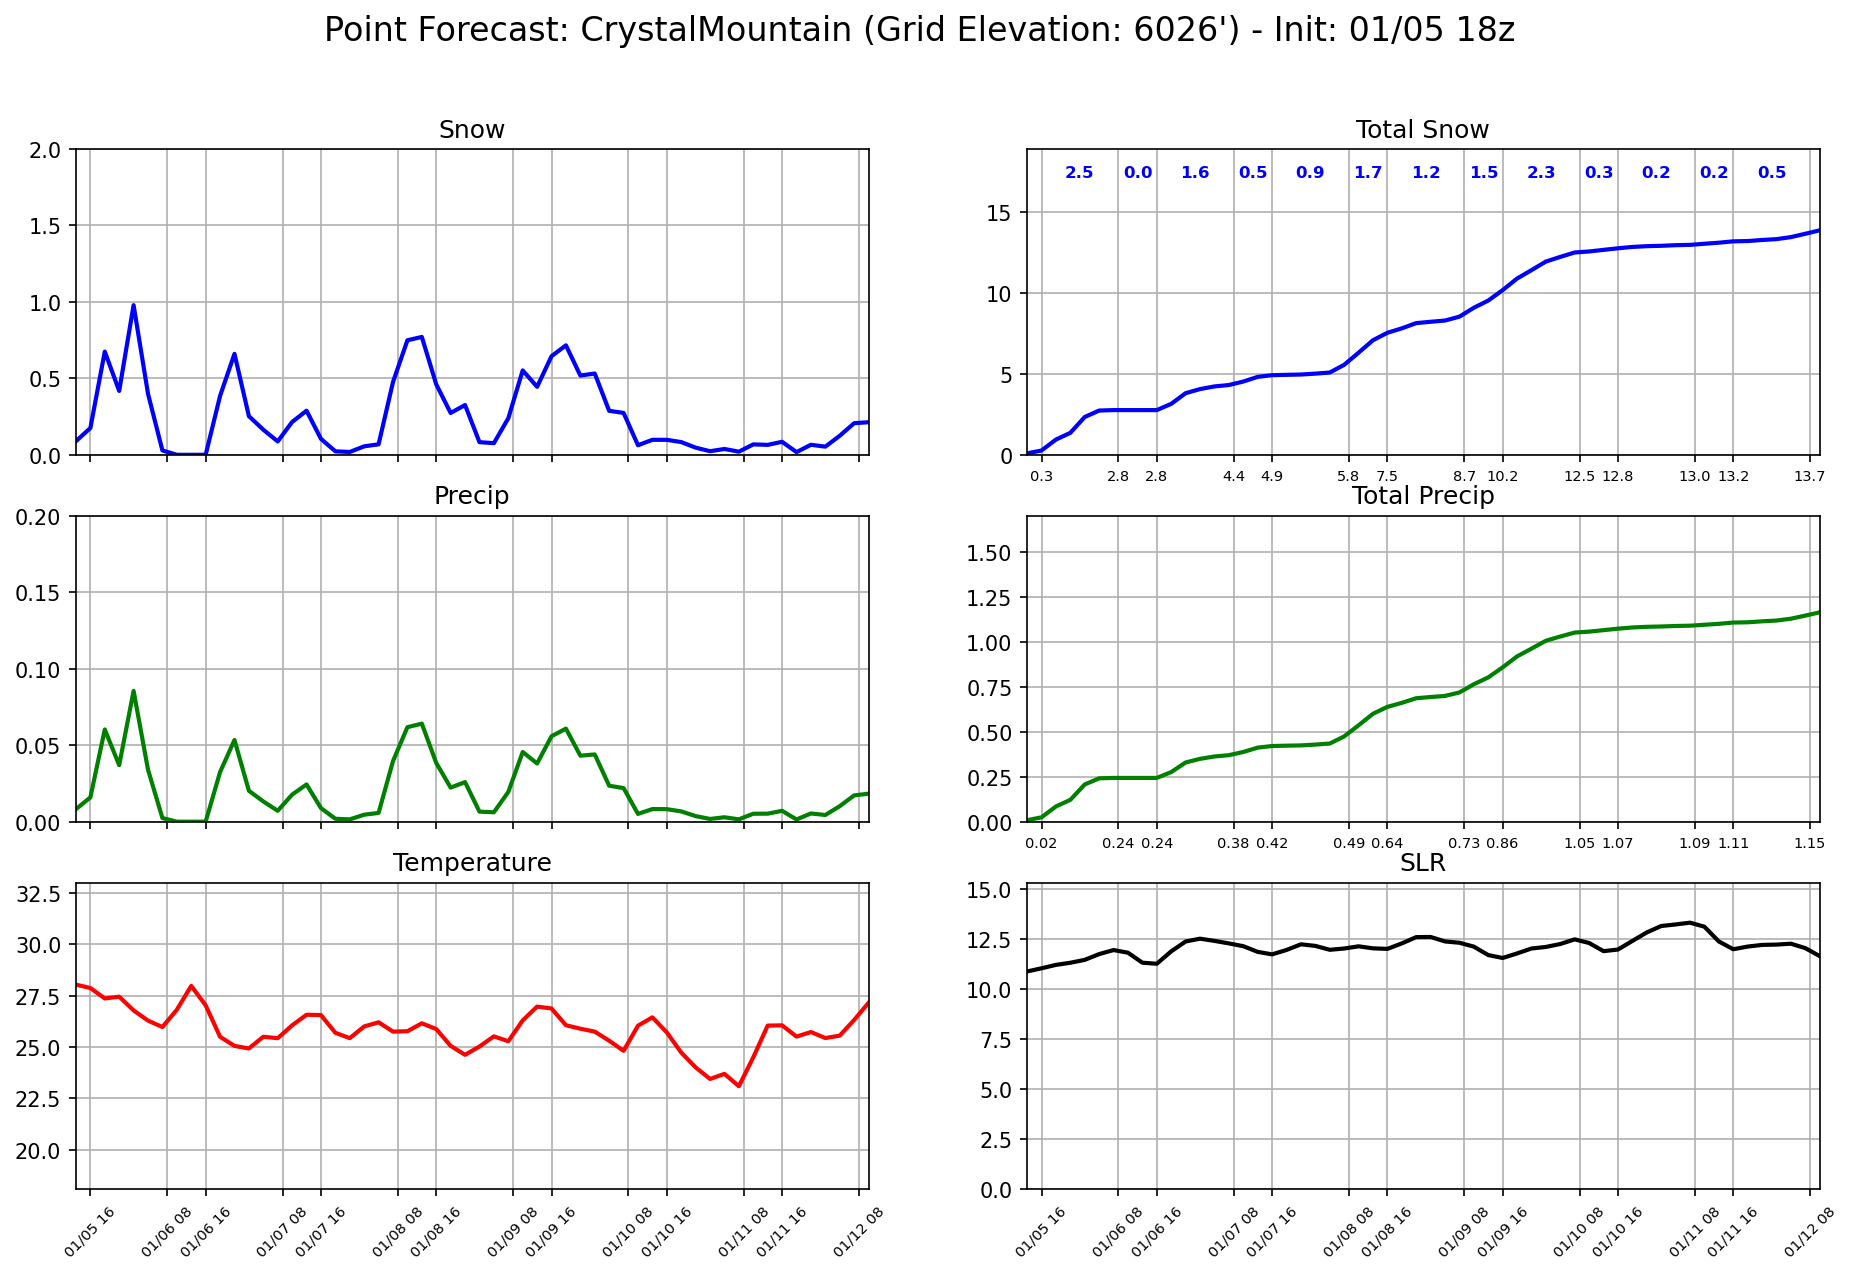 Point Forecast: CrystalMountain (Grid Elevation: 6026') - Init: 01/05 18z
Snow
2.0
1.5
1.0
0.5
0.0
Total Snow
2.5 0.0 1.6 0.5 0.9 1.7 1.2 1.5 2.3 0.3 0.2 0.2 0.5
15
10
5
0
0.3 2.8 2.8 4.4 4.9 5.8 7.5 8.7 10.2 12.5 12.8 13.0 13.2 13.7
Precip
0.20
0.15
0.10
0.05
0.00
Total Precip
1.50
1.25
1.00
0.75
0.50
0.25
0.00
0.02 0.24 0.24 0.38 0.42 0.49 0.64 0.73 0.86 1.05 1.07 1.09 1.11 1.15
Temperature
32.5
30.0
27.5
25.0
22.5
20.0
01/05 16 01/06 08 01/06 16 01/07 08 01/07 16 01/08 08 01/08 16 01/09 08 01/09 16 01/10 08 01/10 16 01/11 08 01/11 16 01/12 08
SLR
15.0
12.5
10.0
7.5
5.0
2.5
0.0
01/05 16 01/06 08 01/06 16 01/07 08 01/07 16 01/08 08 01/08 16 01/09 08 01/09 16 01/10 08 01/10 16 01/11 08 01/11 16 01/12 08